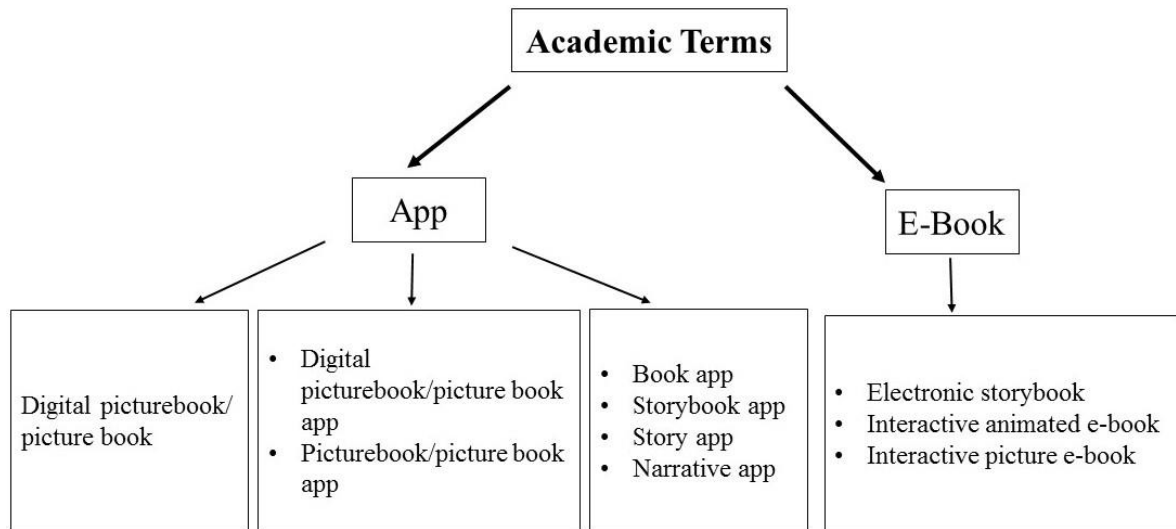 Academic Terms
App
E-Book
Digital picturebook/
picture book
• Digital
picturebook/picture book
app
• Picturebook/picture book
app
• Book app
• Storybook app
• Story app
• Narrative app
• Electronic storybook
• Interactive animated e-book
• Interactive picture e-book